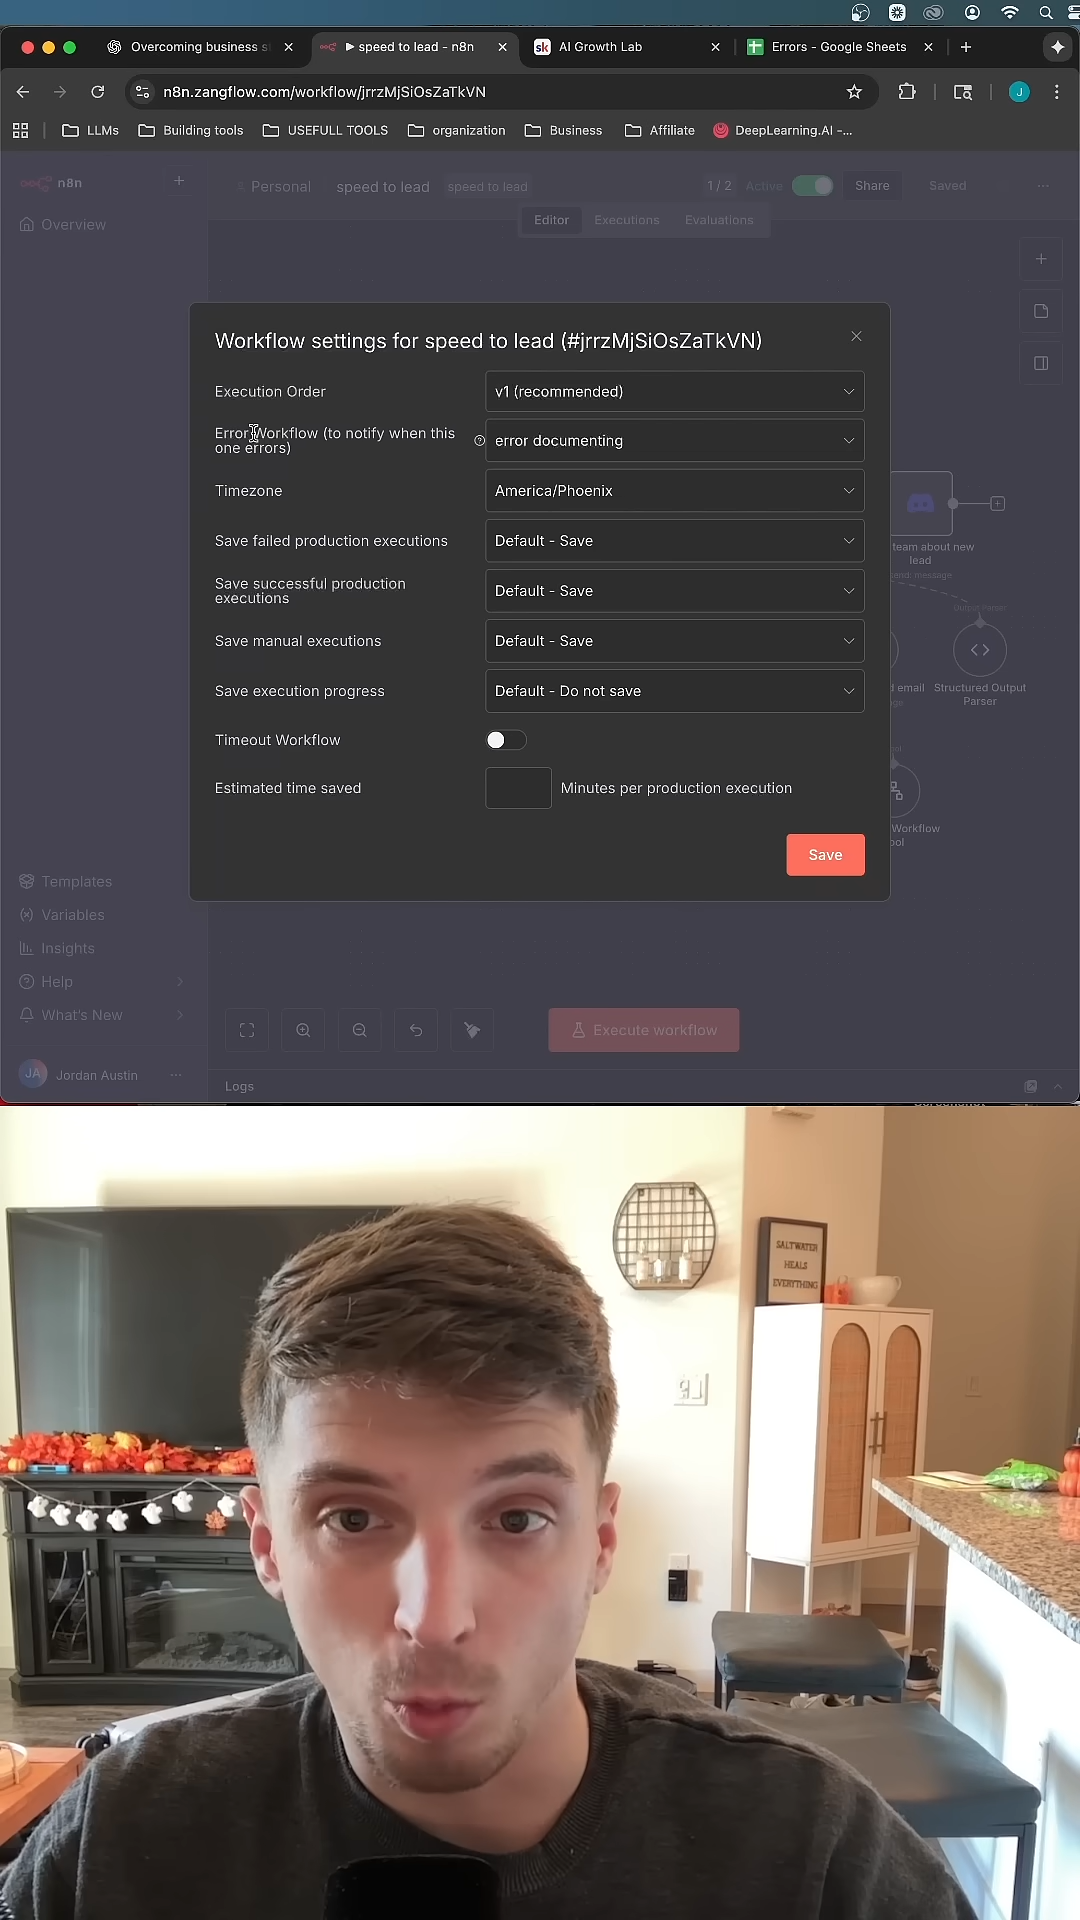 Overcoming business s
speed to lead - n8n
sk
AI Growth Lab
Errors - Google Sheets
n8n.zangflow.com/workflow/jrrzMjSiOsZaTkVN
J
LLMs
Building tools
USEFULL TOOLS
organization
Business
Affiliate
DeepLearning.AI -...
n8n
Personal
speed to lead
speed to lead
1 / 2
Active
Share
Saved
Overview
Editor
Executions
Evaluations
Workflow settings for speed to lead (#jrrzMjSiOsZaTkVN)
Execution Order
v1 (recommended)
Error Workflow (to notify when this
one errors)
error documenting
Timezone
America/Phoenix
Save failed production executions
Default - Save
Save successful production
executions
Default - Save
Save manual executions
Default - Save
Save execution progress
Default - Do not save
Timeout Workflow
Estimated time saved
Minutes per production execution
Save
team about new
lead
message
Output Parser
email
Structured Output
Parser
Workflow
Templates
Variables
Insights
Help
What's New
JA
Jordan Austin
Execute workflow
Logs
SALTWATER
HEALS
EVERYTHING